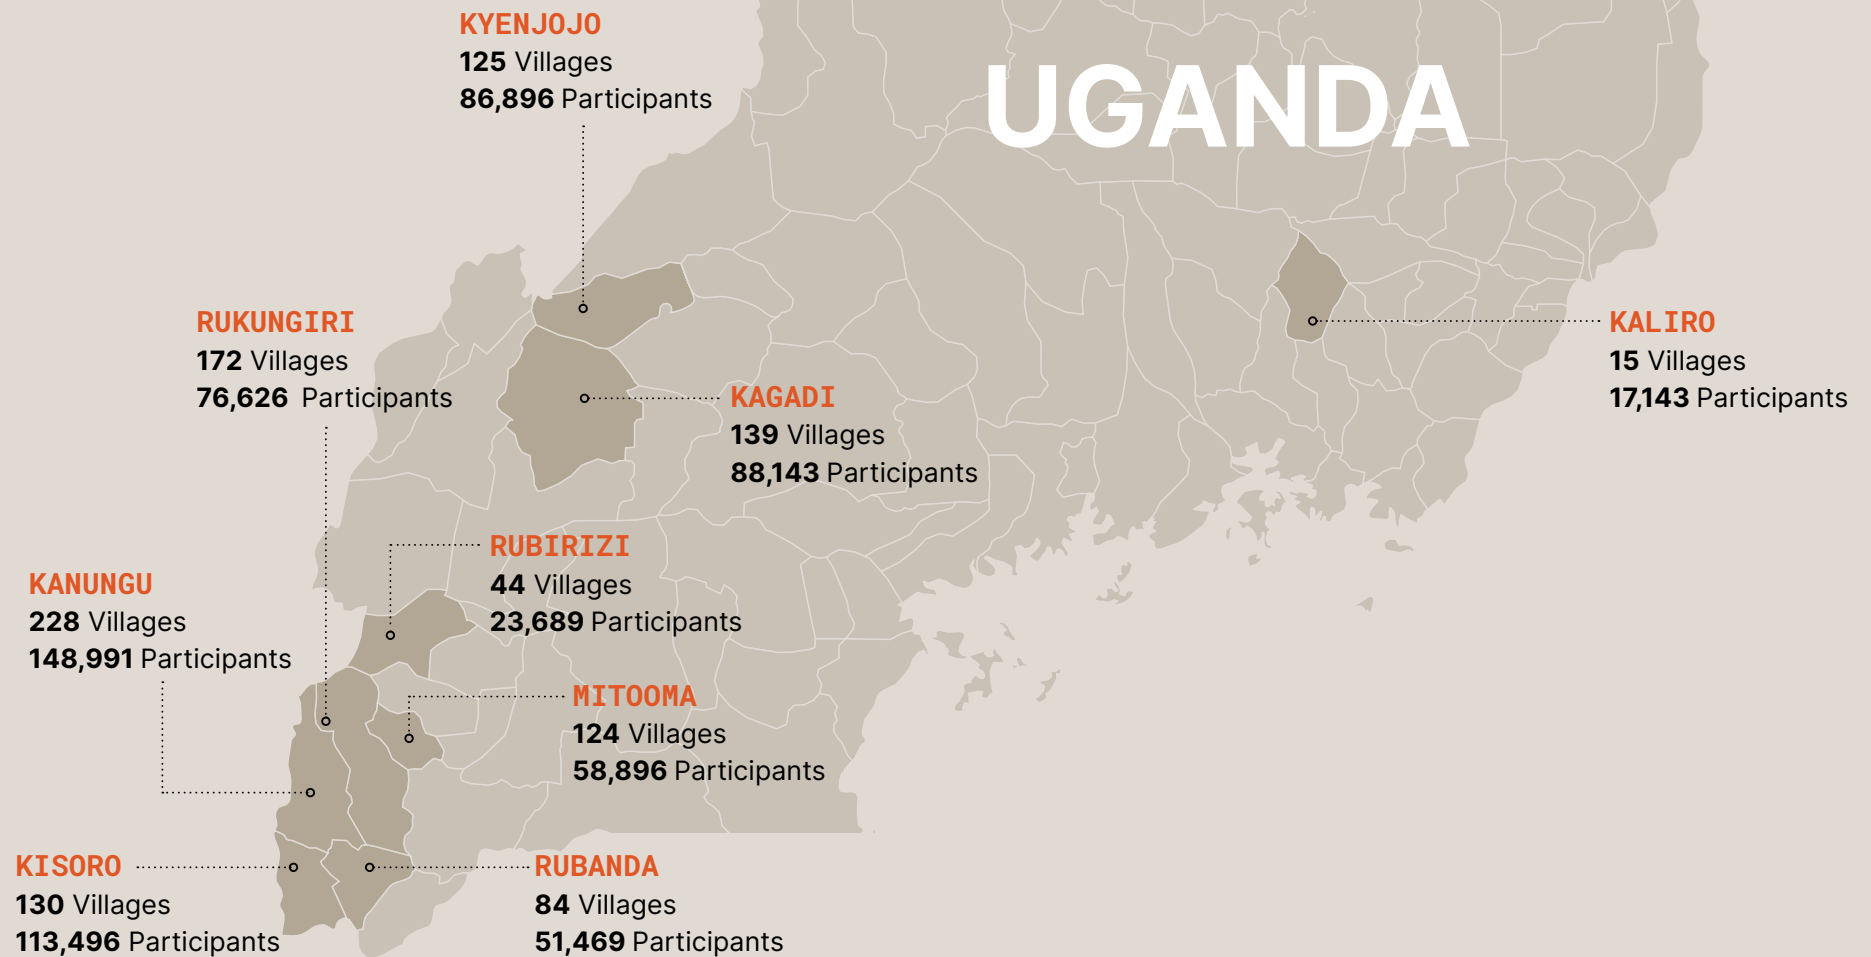 KYENJOJO
125 Villages
86,896 Participants
UGANDA
RUKUNGIRI
172 Villages
76,626 Participants
KALIRO
15 Villages
17,143 Participants
KAGADI
139 Villages
88,143 Participants
RUBIRIZI
44 Villages
23,689 Participants
KANUNGU
228 Villages
148,991 Participants
MITOOMA
124 Villages
58,896 Participants
KISORO
130 Villages
113,496 Participants
RUBANDA
84 Villages
51,469 Participants